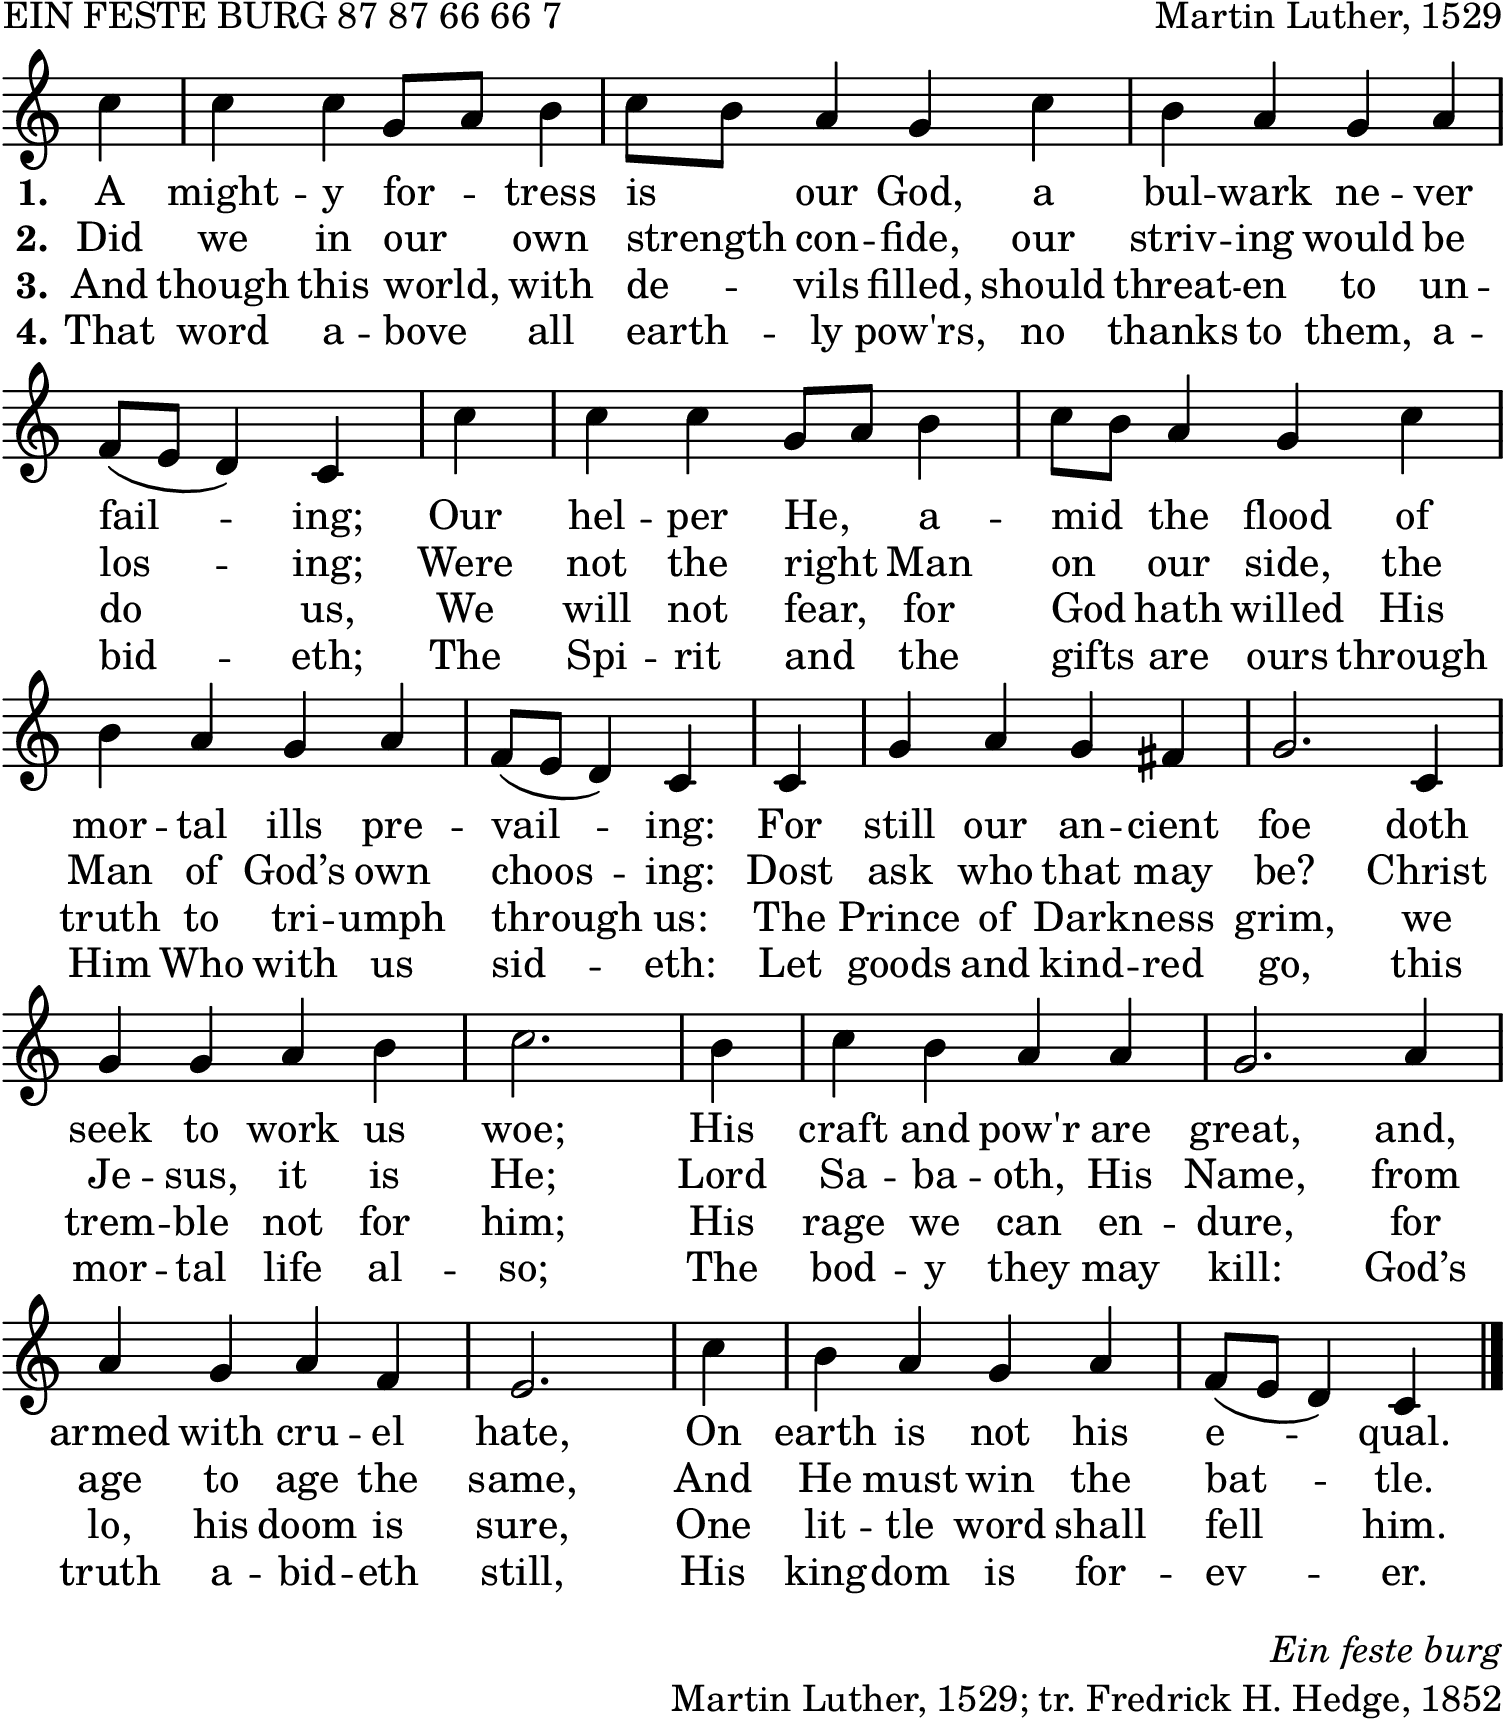 EIN FESTE BURG 87 87 66 66 7 Martin Luther, 1529
1. A might -- y for -- tress is our God, a bul -- wark ne -- ver
2. Did we in our own strength con -- fide, our striv -- ing would be
3. And though this world, with de -- vils filled, should threat -- en to un --
4. That word a -- bove all earth -- ly pow'rs, no thanks to them, a --
fail -- ing; Our hel -- per He, a -- mid the flood of
los -- ing; Were not the right Man on our side, the
do us, We will not fear, for God hath willed His
bid -- eth; The Spi -- rit and the gifts are ours through
mor -- tal ills pre -- vail -- ing: For still our an -- cient foe doth
Man of God’s own choos -- ing: Dost ask who that may be? Christ
truth to tri -- umph through us: The Prince of Darkness grim, we
Him Who with us sid -- eth: Let goods and kind -- red go, this
seek to work us woe; His craft and pow'r are great, and,
Je -- sus, it is He; Lord Sa -- ba -- oth, His Name, from
trem -- ble not for him; His rage we can en -- dure, for
mor -- tal life al -- so; The bod -- y they may kill: God’s
armed with cru -- el hate, On earth is not his e -- qual.
age to age the same, And He must win the bat -- tle.
lo, his doom is sure, One lit -- tle word shall fell him.
truth a -- bid -- eth still, His kingdom is for -- ev -- er.
Ein feste burg
Martin Luther, 1529; tr. Fredrick H. Hedge, 1852